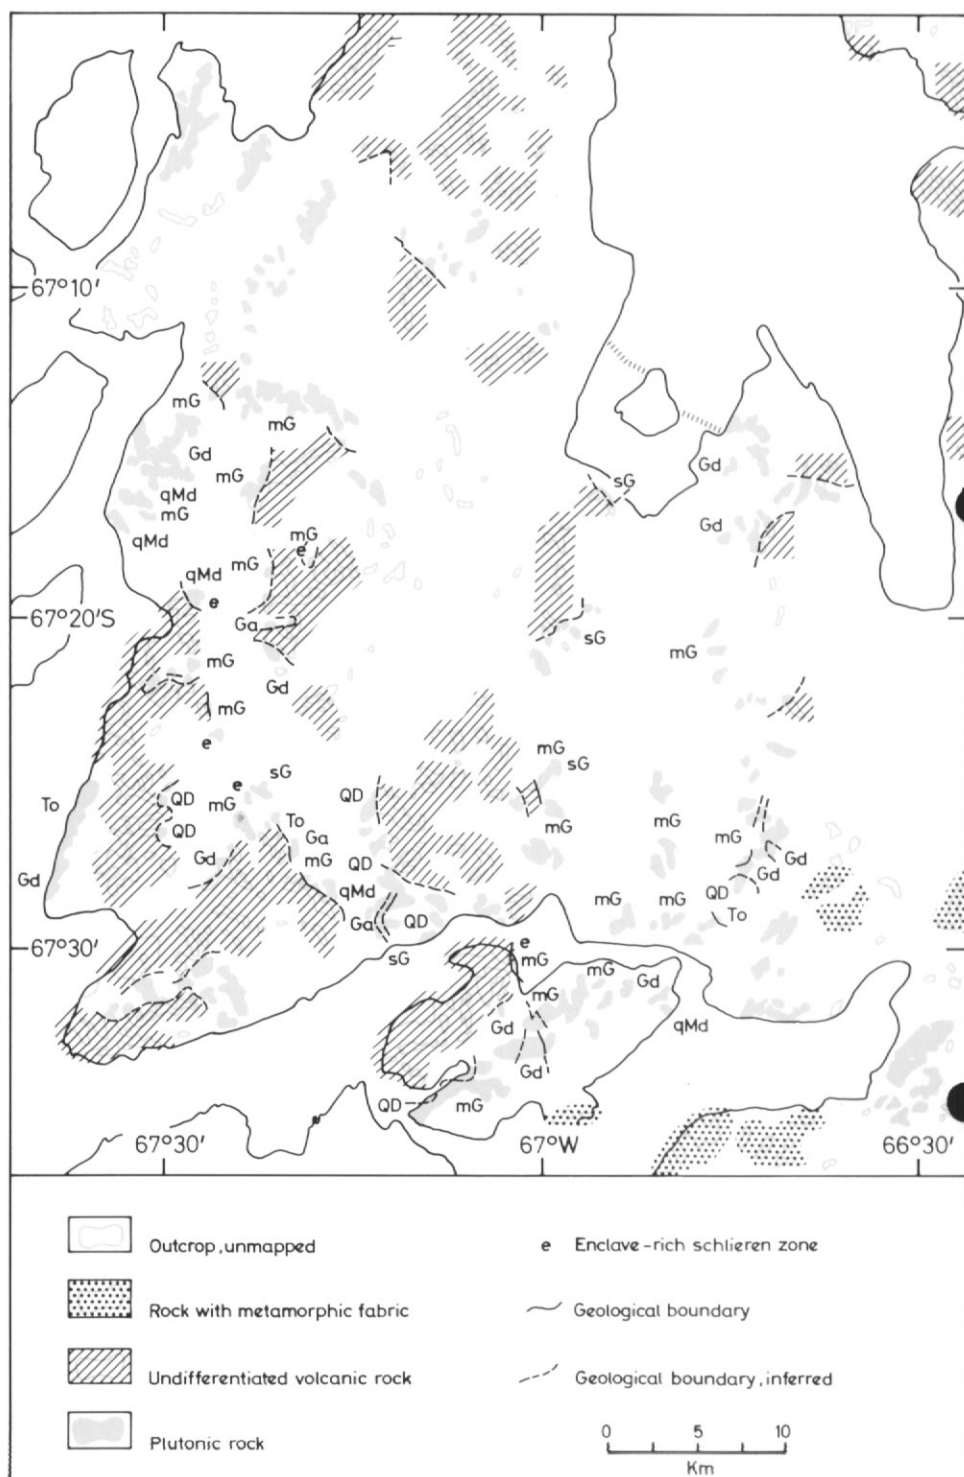 67°10'
mG
mG
Gd
mG
qMd
mG
qMd
sG
Gd
Gd
mG
e
mG
qMd
e
67°20'S
Ga
mG
Gd
mG
e
sG
mG
mG
sG
e
To
QD
mG
QD
To
Ga
QD
mG
mG
mG
Gd
mG
QD
Gd
Gd
Gd
qMd
mG
mG
QD
To
Ga
QD
67°30'
sG
e
mG
mG
Gd
mG
Gd
qMd
Gd
QD
mG
e
67°30'
67°W
66°30'
Outcrop, unmapped
e Enclave-rich schlieren zone
Rock with metamorphic fabric
Geological boundary
Undifferentiated volcanic rock
Geological boundary, inferred
Plutonic rock
0 5 10
Km